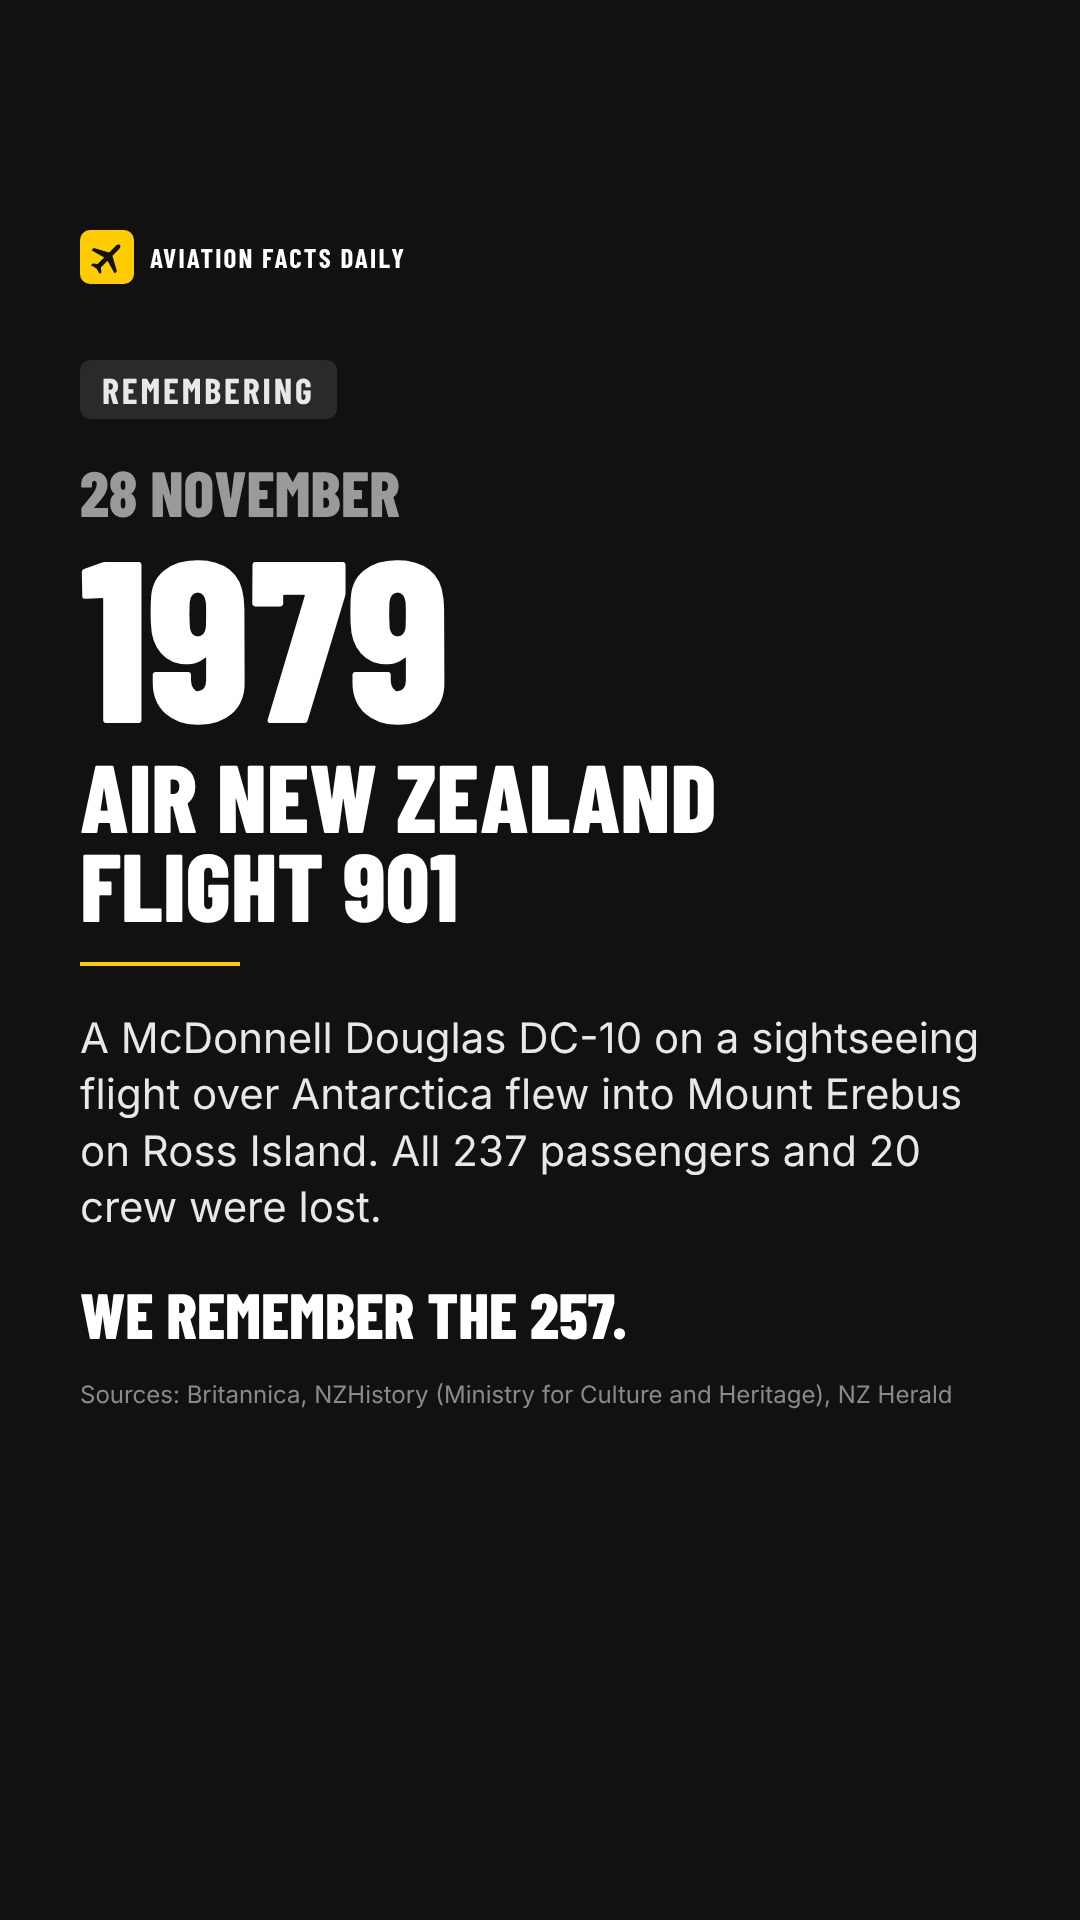 AVIATION FACTS DAILY
REMEMBERING
28 NOVEMBER
1979
AIR NEW ZEALAND
FLIGHT 901
A McDonnell Douglas DC-10 on a sightseeing
flight over Antarctica flew into Mount Erebus
on Ross Island. All 237 passengers and 20
crew were lost.
WE REMEMBER THE 257.
Sources: Britannica, NZHistory (Ministry for Culture and Heritage), NZ Herald